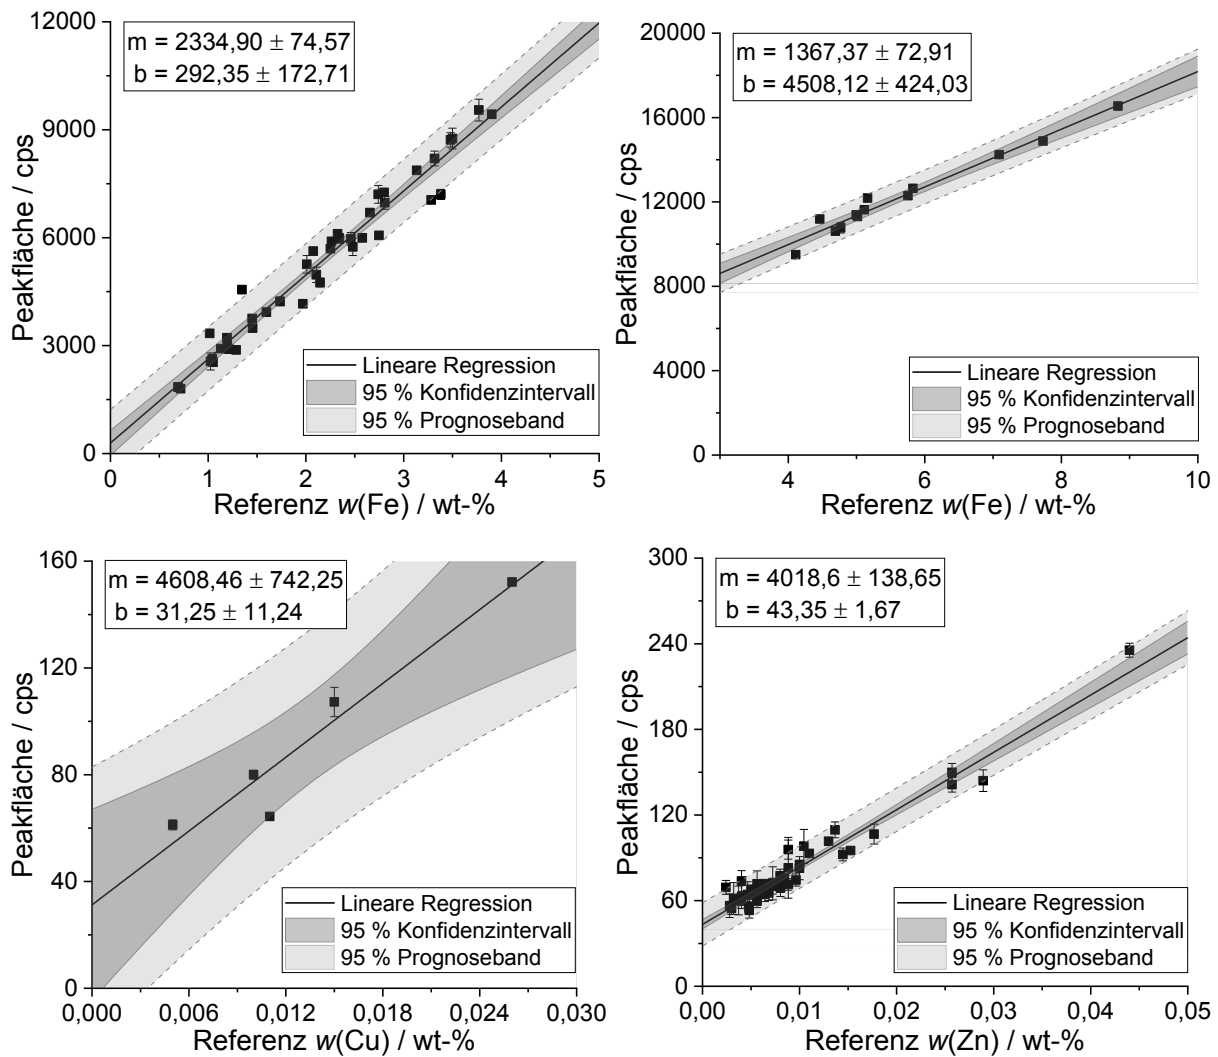 m = 2334,90 ± 74,57
b = 292,35 ± 172,71
12000
9000
6000
3000
0
Peakfläche / cps
Lineare Regression
95 % Konfidenzintervall
95 % Prognoseband
0 1 2 3 4 5
Referenz w(Fe) / wt-%
m = 1367,37 ± 72,91
b = 4508,12 ± 424,03
20000
16000
12000
8000
4000
0
Peakfläche / cps
Lineare Regression
95 % Konfidenzintervall
95 % Prognoseband
4 6 8 10
Referenz w(Fe) / wt-%
m = 4608,46 ± 742,25
b = 31,25 ± 11,24
160
120
80
40
0
Peakfläche / cps
Lineare Regression
95 % Konfidenzintervall
95 % Prognoseband
0,000 0,006 0,012 0,018 0,024 0,030
Referenz w(Cu) / wt-%
m = 4018,6 ± 138,65
b = 43,35 ± 1,67
300
240
180
120
60
0
Peakfläche / cps
Lineare Regression
95 % Konfidenzintervall
95 % Prognoseband
0,00 0,01 0,02 0,03 0,04 0,05
Referenz w(Zn) / wt-%